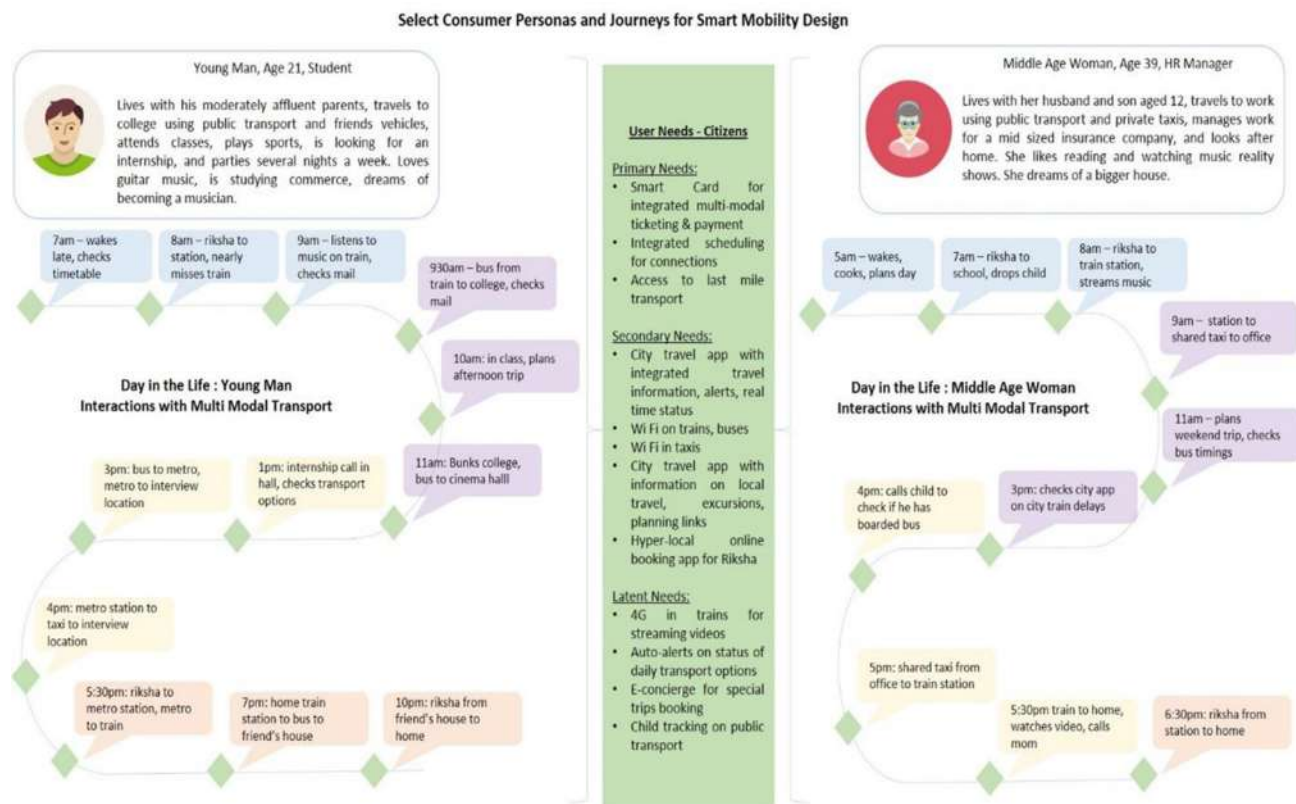 Select Consumer Personas and Journeys for Smart Mobility Design
Young Man, Age 21, Student
Lives with his moderately affluent parents, travels to
college using public transport and friends vehicles,
attends classes, plays sports, is looking for an
internship, and parties several nights a week. Loves
guitar music, is studying commerce, dreams of
becoming a musician.
7am – wakes
late, checks
timetable
8am – riksha to
station, nearly
misses train
9am – listens to
music on train,
checks mail
930am – bus from
train to college, checks
mail
10am: in class, plans
afternoon trip
Day in the Life : Young Man
Interactions with Multi Modal Transport
11am: Bunks college,
bus to cinema halll
1pm: internship call in
hall, checks transport
options
3pm: bus to metro,
metro to interview
location
4pm: metro station to
taxi to interview
location
5:30pm: riksha to
metro station, metro
to train
7pm: home train
station to bus to
friend's house
10pm: riksha from
friend's house to
home
User Needs - Citizens
Primary Needs:
• Smart Card for
integrated multi-modal
ticketing & payment
• Integrated scheduling
for connections
• Access to last mile
transport
Secondary Needs:
• City travel app with
integrated travel
information, alerts, real
time status
• Wi Fi on trains, buses
• Wi Fi in taxis
• City travel app with
information on local
travel, excursions,
planning links
• Hyper-local online
booking app for Riksha
Latent Needs:
• 4G in trains for
streaming videos
• Auto-alerts on status of
daily transport options
• E-concierge for special
trips booking
• Child tracking on public
transport
Middle Age Woman, Age 39, HR Manager
Lives with her husband and son aged 12, travels to work
using public transport and private taxis, manages work
for a mid sized insurance company, and looks after
home. She likes reading and watching music reality
shows. She dreams of a bigger house.
5am – wakes,
cooks, plans day
7am – riksha to
school, drops child
8am – riksha to
train station,
streams music
9am – station to
shared taxi to office
Day in the Life : Middle Age Woman
Interactions with Multi Modal Transport
11am – plans
weekend trip, checks
bus timings
3pm: checks city app
on city train delays
4pm: calls child to
check if he has
boarded bus
5pm: shared taxi from
office to train station
5:30pm train to home,
watches video, calls
mom
6:30pm: riksha from
station to home